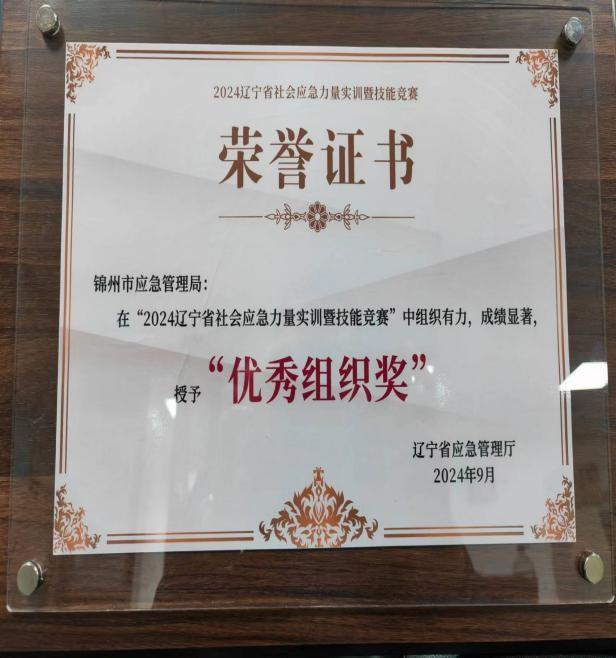 2024辽宁省社会应急力量实训暨技能竞赛
荣誉证书
锦州市应急管理局：
在“2024辽宁省社会应急力量实训暨技能竞赛”中组织有力，成绩显著，
授予“优秀组织奖”
辽宁省应急管理厅
2024年9月